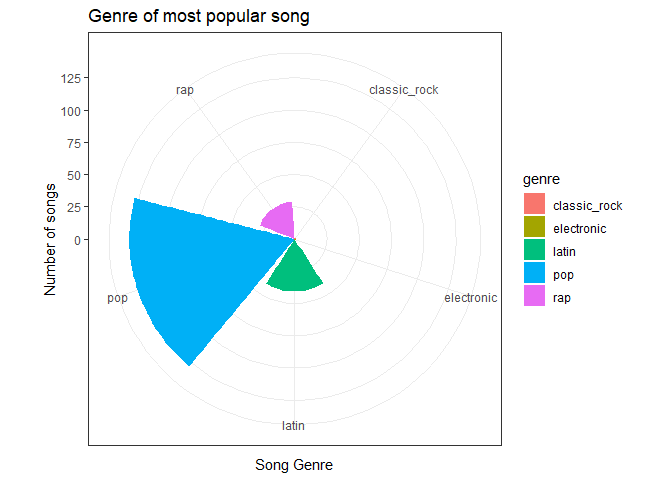 Genre of most popular song
125
100
75
50
25
0
Number of songs
rap
classic_rock
pop
electronic
latin
Song Genre
genre
classic_rock
electronic
latin
pop
rap